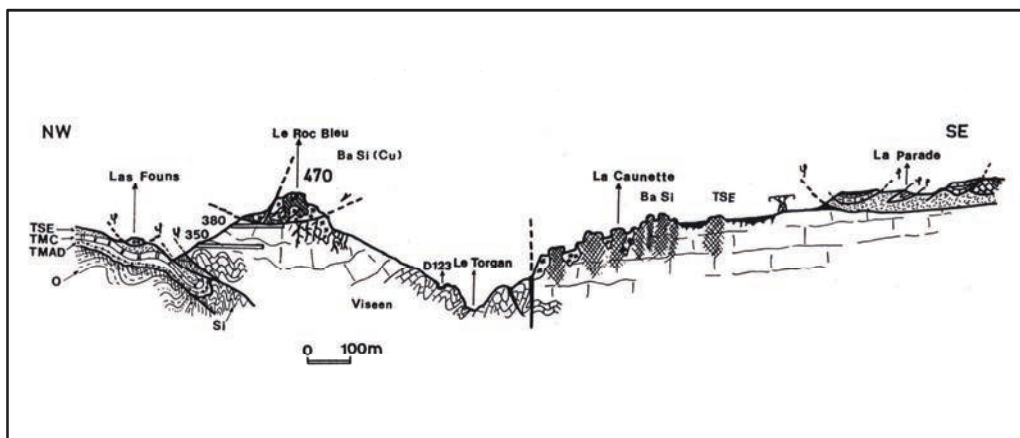 NW
SE
Le Roc Bleu
Ba Si (Cu)
470
Las Founs
La Parade
La Caunette
Ba Si
TSE
380
350
TSE
TMC
TMAD
O
Si
D123
Le Torgan
Viseen
0 100m